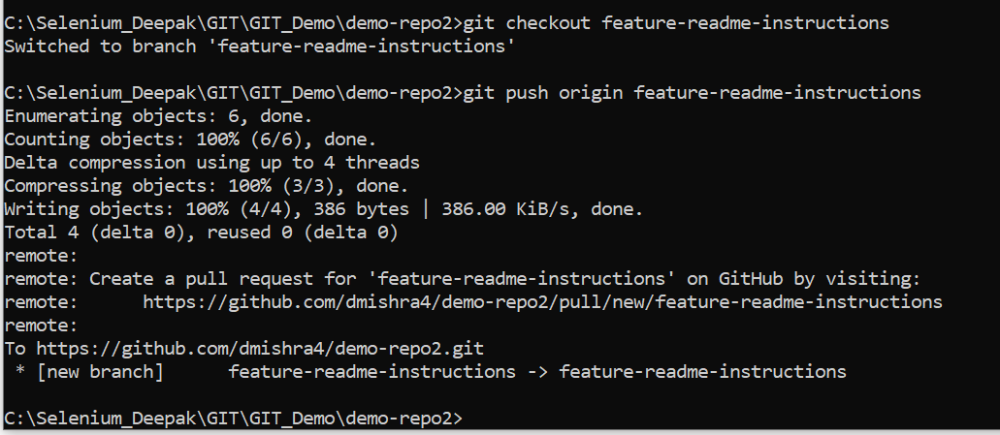 C:\Selenium_Deepak\GIT\GIT_Demo\demo-repo2>git checkout feature-readme-instructions
Switched to branch 'feature-readme-instructions'
C:\Selenium_Deepak\GIT\GIT_Demo\demo-repo2>git push origin feature-readme-instructions
Enumerating objects: 6, done.
Counting objects: 100% (6/6), done.
Delta compression using up to 4 threads
Compressing objects: 100% (3/3), done.
Writing objects: 100% (4/4), 386 bytes | 386.00 KiB/s, done.
Total 4 (delta 0), reused 0 (delta 0)
remote:
remote: Create a pull request for 'feature-readme-instructions' on GitHub by visiting:
remote:      https://github.com/dmishra4/demo-repo2/pull/new/feature-readme-instructions
remote:
To https://github.com/dmishra4/demo-repo2.git
 * [new branch]      feature-readme-instructions -> feature-readme-instructions
C:\Selenium_Deepak\GIT\GIT_Demo\demo-repo2>